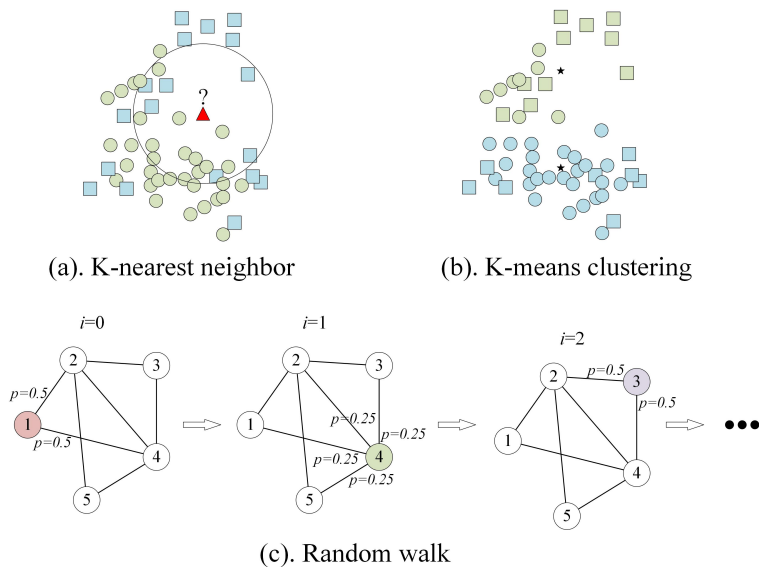 ?
(a). K-nearest neighbor
(b). K-means clustering
i=0
2
3
p=0.5
1
p=0.5
4
5
i=1
2
3
p=0.25
1
p=0.25
p=0.25
4
p=0.25
5
i=2
2
p=0.5
3
p=0.5
1
4
5
(c). Random walk